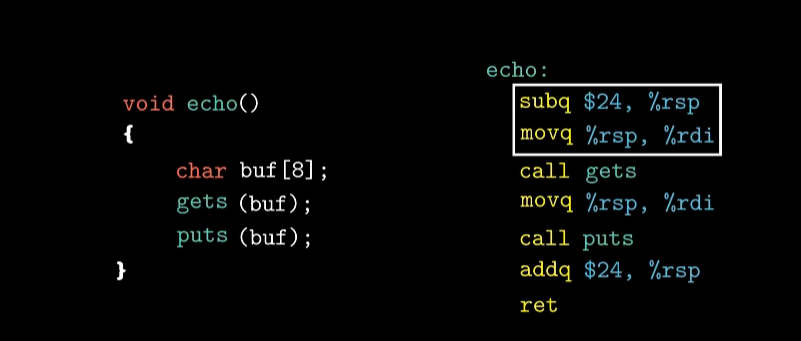 void echo()
{
char buf[8];
gets (buf);
puts (buf);
}
echo:
subq $24, %rsp
movq %rsp, %rdi
call gets
movq %rsp, %rdi
call puts
addq $24, %rsp
ret